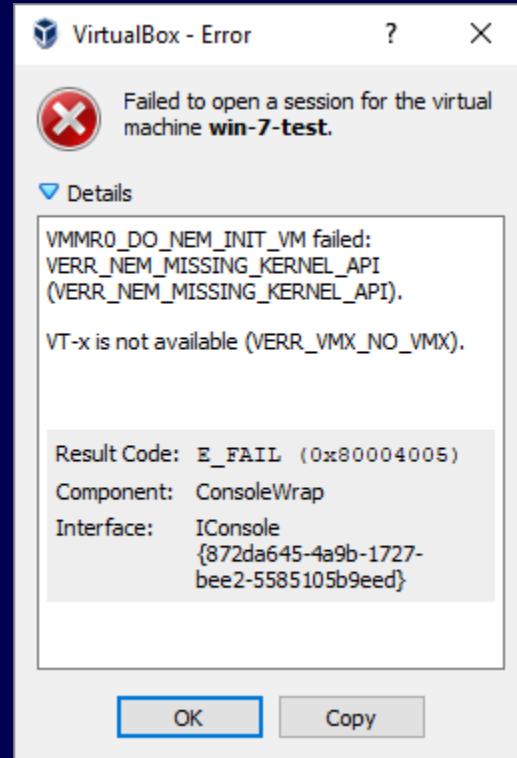 VirtualBox - Error
?
Failed to open a session for the virtual
machine win-7-test.
Details
VMMR0_DO_NEM_INIT_VM failed:
VERR_NEM_MISSING_KERNEL_API
(VERR_NEM_MISSING_KERNEL_API).
VT-x is not available (VERR_VMX_NO_VMX).
Result Code: E_FAIL (0x80004005)
Component: ConsoleWrap
Interface: IConsole
{872da645-4a9b-1727-
bee2-5585105b9eed}
OK Copy